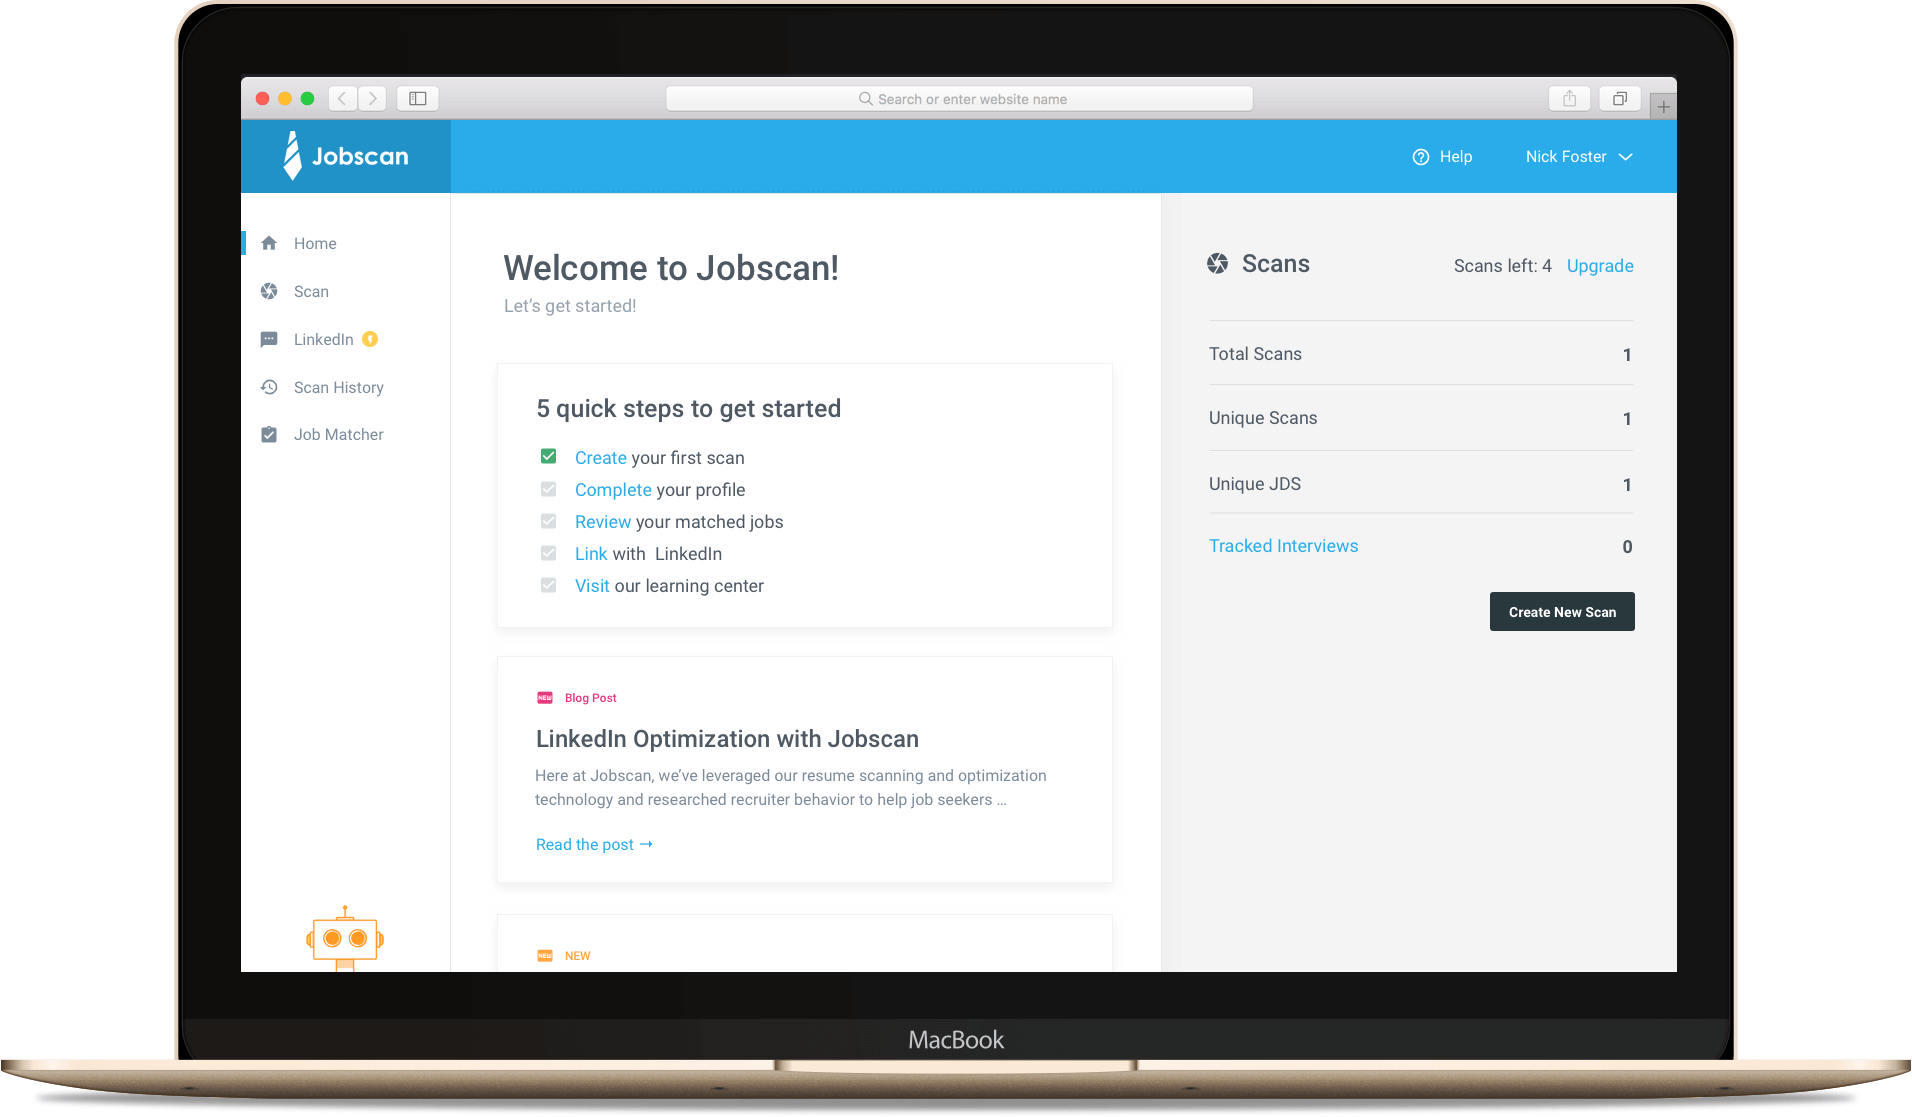 Search or enter website name
Jobscan
Help
Nick Foster
Home
Scan
LinkedIn
Scan History
Job Matcher
Welcome to Jobscan!
Let's get started!
5 quick steps to get started
Create your first scan
Complete your profile
Review your matched jobs
Link with LinkedIn
Visit our learning center
NEW Blog Post
LinkedIn Optimization with Jobscan
Here at Jobscan, we've leveraged our resume scanning and optimization
technology and researched recruiter behavior to help job seekers ...
Read the post →
NEW NEW
Scans
Scans left: 4 Upgrade
Total Scans 1
Unique Scans 1
Unique JDS 1
Tracked Interviews 0
Create New Scan
MacBook